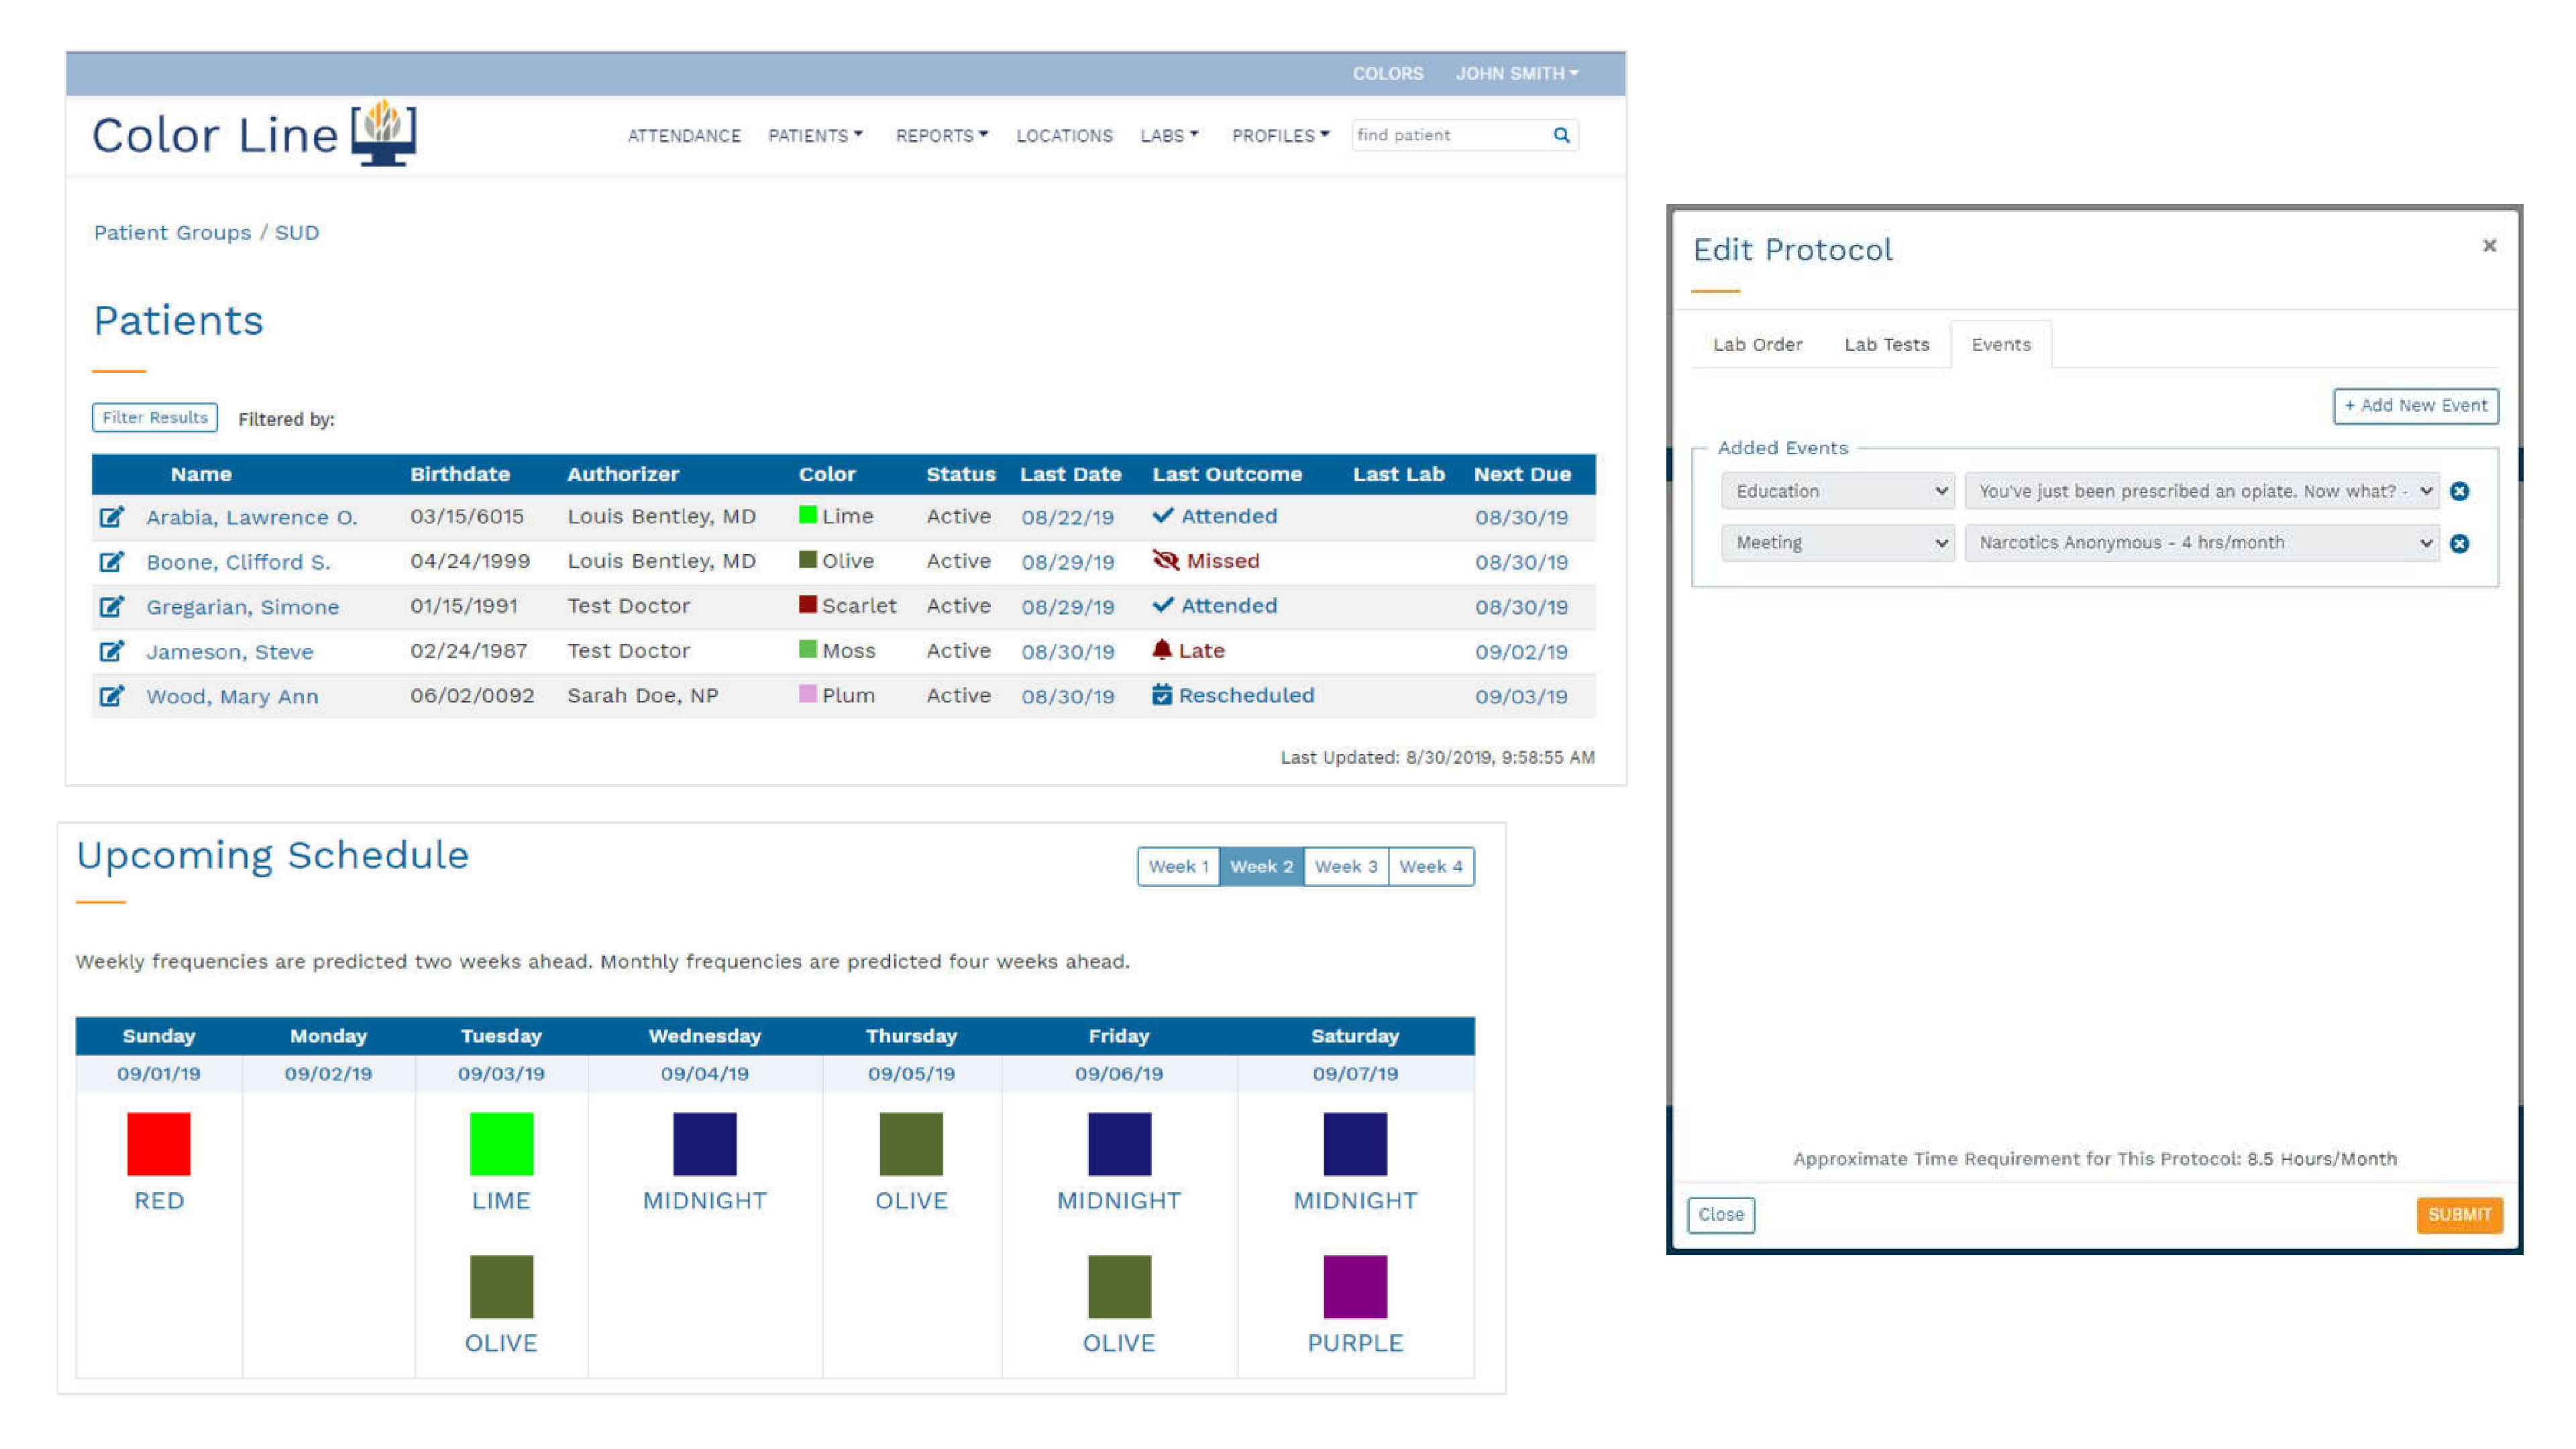 COLORS JOHN SMITH
Color Line
ATTENDANCE PATIENTS REPORTS LOCATIONS LABS PROFILES find patient
Patient Groups / SUD
Patients
Filter Results Filtered by:
Name Birthdate Authorizer Color Status Last Date Last Outcome Last Lab Next Due
Arabia, Lawrence O. 03/15/6015 Louis Bentley, MD Lime Active 08/22/19 Attended 08/30/19
Boone, Clifford S. 04/24/1999 Louis Bentley, MD Olive Active 08/29/19 Missed 08/30/19
Gregarian, Simone 01/15/1991 Test Doctor Scarlet Active 08/29/19 Attended 08/30/19
Jameson, Steve 02/24/1987 Test Doctor Moss Active 08/30/19 Late 09/02/19
Wood, Mary Ann 06/02/0092 Sarah Doe, NP Plum Active 08/30/19 Rescheduled 09/03/19
Last Updated: 8/30/2019, 9:58:55 AM
Upcoming Schedule
Week 1 Week 2 Week 3 Week 4
Weekly frequencies are predicted two weeks ahead. Monthly frequencies are predicted four weeks ahead.
Sunday Monday Tuesday Wednesday Thursday Friday Saturday
09/01/19 09/02/19 09/03/19 09/04/19 09/05/19 09/06/19 09/07/19
RED LIME MIDNIGHT OLIVE MIDNIGHT MIDNIGHT
OLIVE OLIVE PURPLE
Edit Protocol ×
Lab Order Lab Tests Events
+ Add New Event
Added Events
Education You've just been prescribed an opiate. Now what? -
Meeting Narcotics Anonymous - 4 hrs/month
Approximate Time Requirement for This Protocol: 8.5 Hours/Month
Close SUBMIT